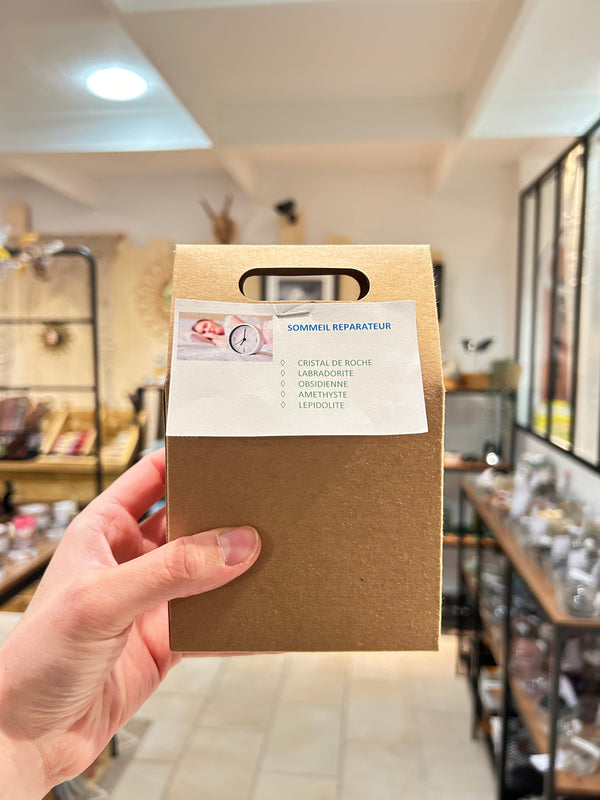 SOMMEIL REPARATEUR
◊ CRISTAL DE ROCHE
◊ LABRADORITE
◊ OBSIDIENNE
◊ AMETHYSTE
◊ LEPIDOLITE